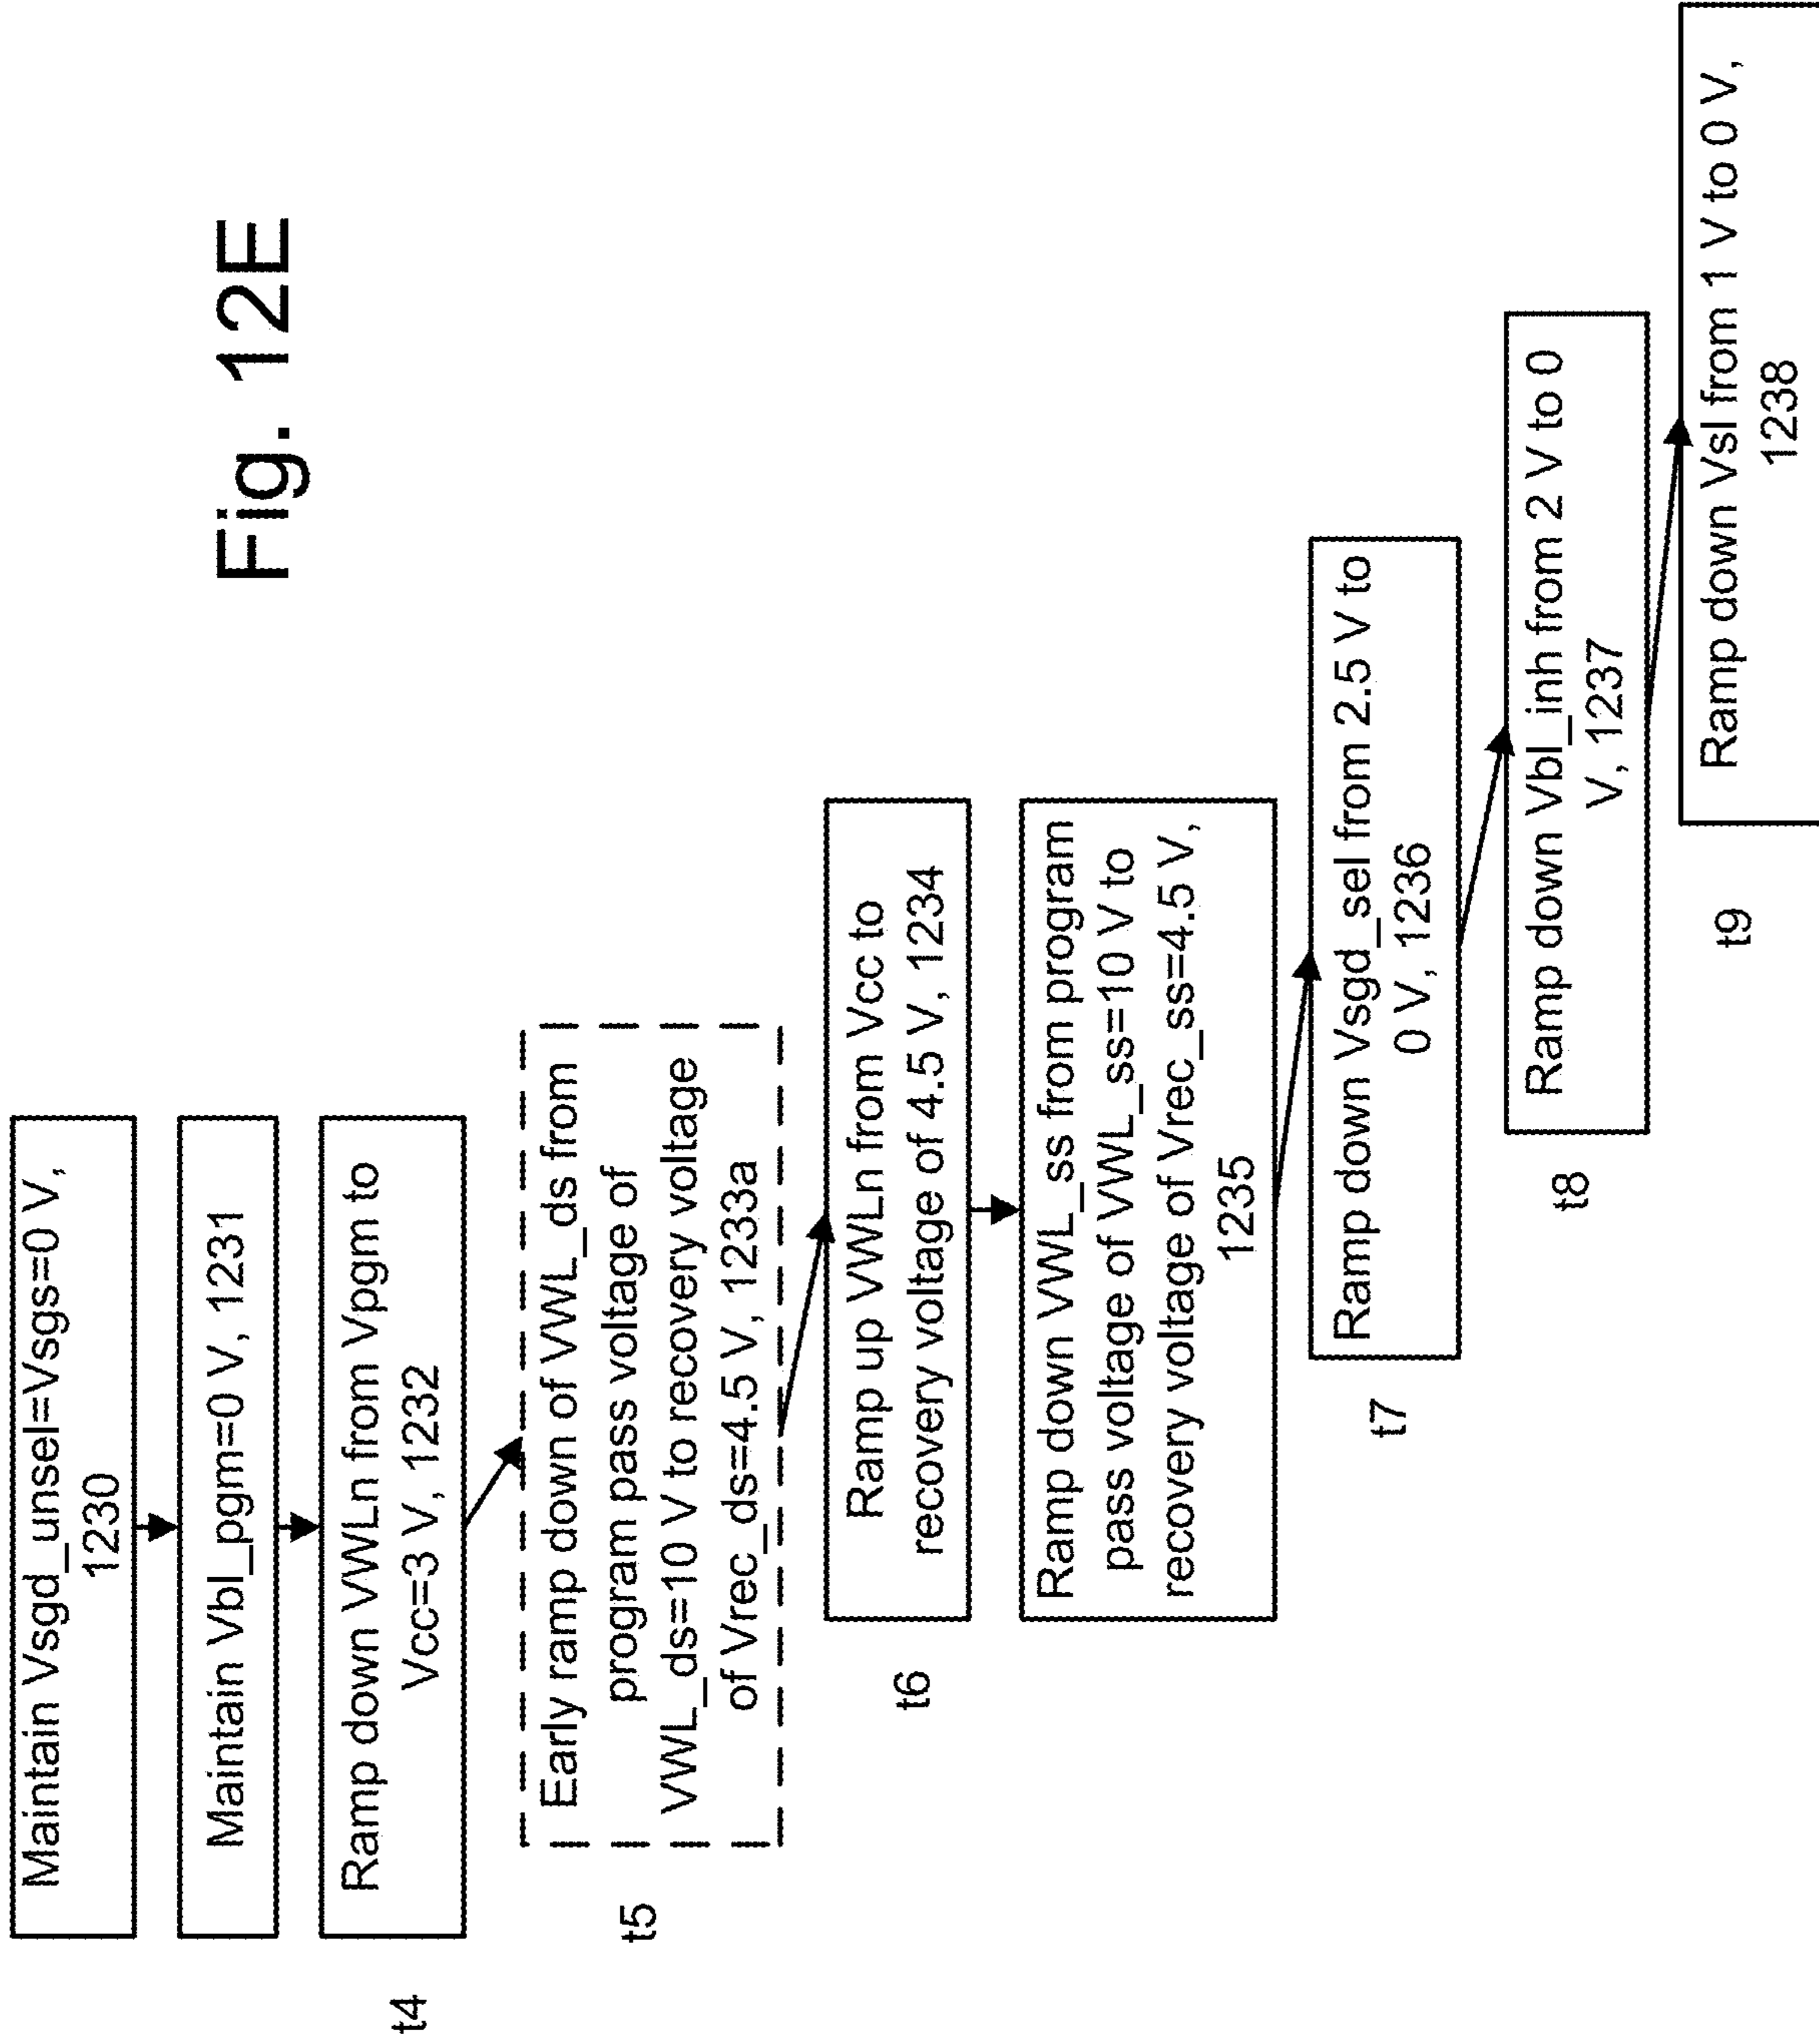 Fig. 12E
Maintain Vsgd_unsel=Vsgs=0 V,
1230
Maintain Vbl_pgm=0 V, 1231
t4
Ramp down VWLn from Vpgm to
Vcc=3 V, 1232
t5
Early ramp down of VWL_ds from
program pass voltage of
VWL_ds=10 V to recovery voltage
of Vrec_ds=4.5 V, 1233a
t6
Ramp up VWLn from Vcc to
recovery voltage of 4.5 V, 1234
Ramp down VWL_ss from program
pass voltage of VWL_ss=10 V to
recovery voltage of Vrec_ss=4.5 V,
1235
t7
Ramp down Vsgd_sel from 2.5 V to
0 V, 1236
t8
Ramp down Vbl_inh from 2 V to 0
V, 1237
t9
Ramp down Vsl from 1 V to 0 V,
1238